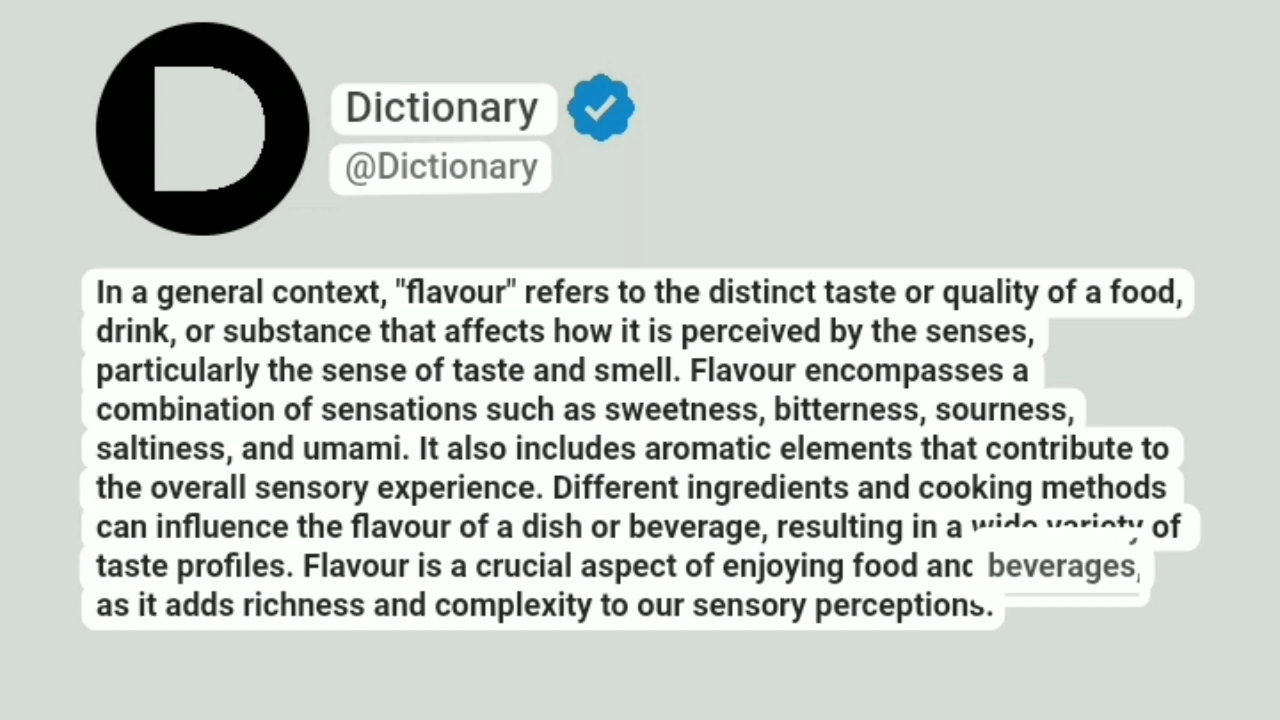 D
Dictionary
@Dictionary
In a general context, "flavour" refers to the distinct taste or quality of a food,
drink, or substance that affects how it is perceived by the senses,
particularly the sense of taste and smell. Flavour encompasses a
combination of sensations such as sweetness, bitterness, sourness,
saltiness, and umami. It also includes aromatic elements that contribute to
the overall sensory experience. Different ingredients and cooking methods
can influence the flavour of a dish or beverage, resulting in a wide variety of
taste profiles. Flavour is a crucial aspect of enjoying food and beverages,
as it adds richness and complexity to our sensory perceptions.